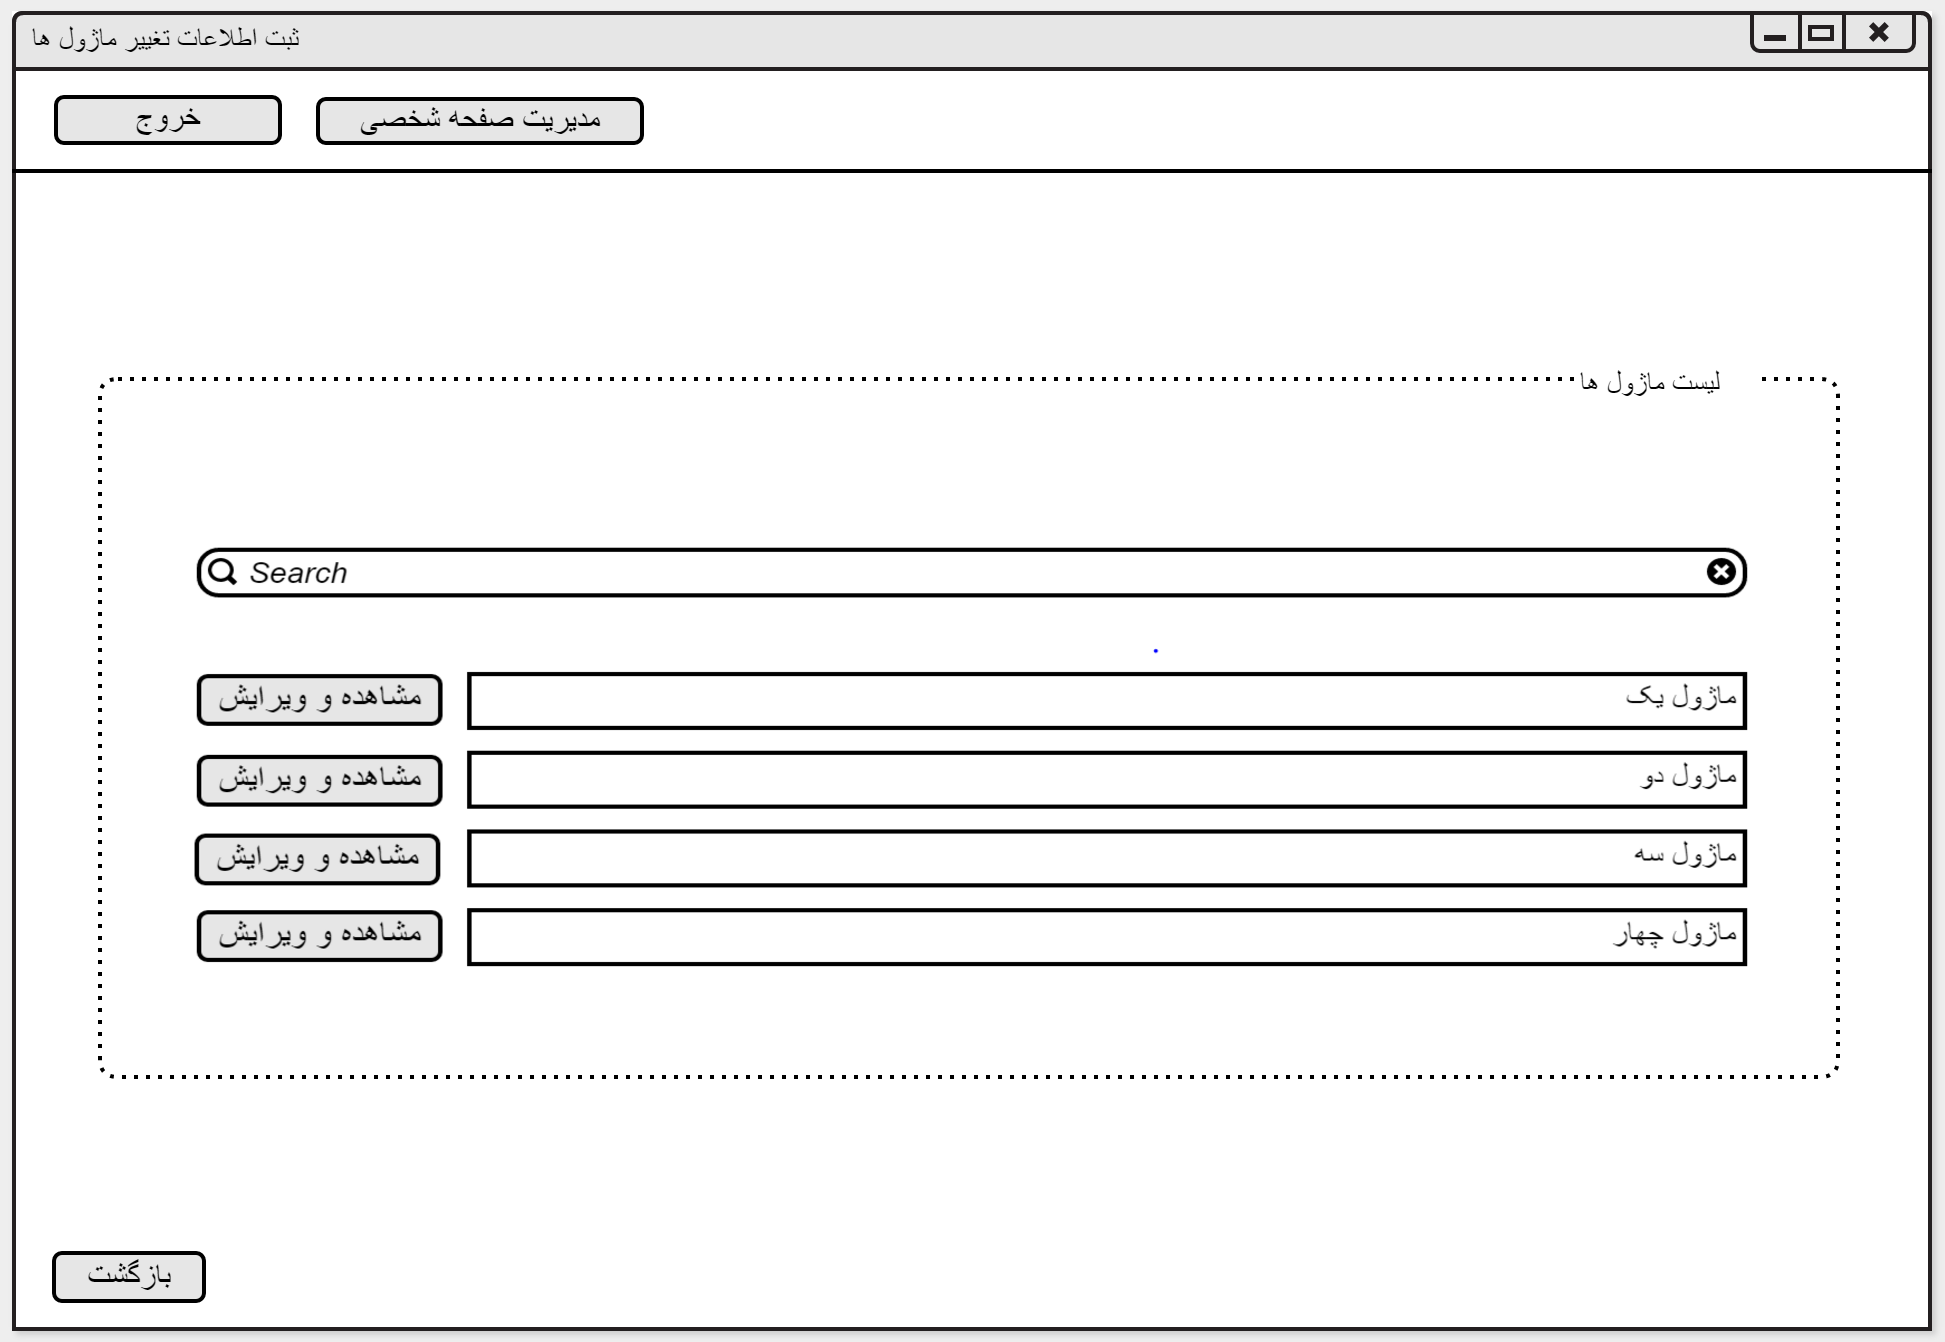 ثبت اطلاعات تغییر ماژول ها
مدیریت صفحه شخصی
خروج
لیست ماژول ها
Search
ماژول یک
مشاهده و ویرایش
ماژول دو
مشاهده و ویرایش
ماژول سه
مشاهده و ویرایش
ماژول چهار
مشاهده و ویرایش
بازگشت